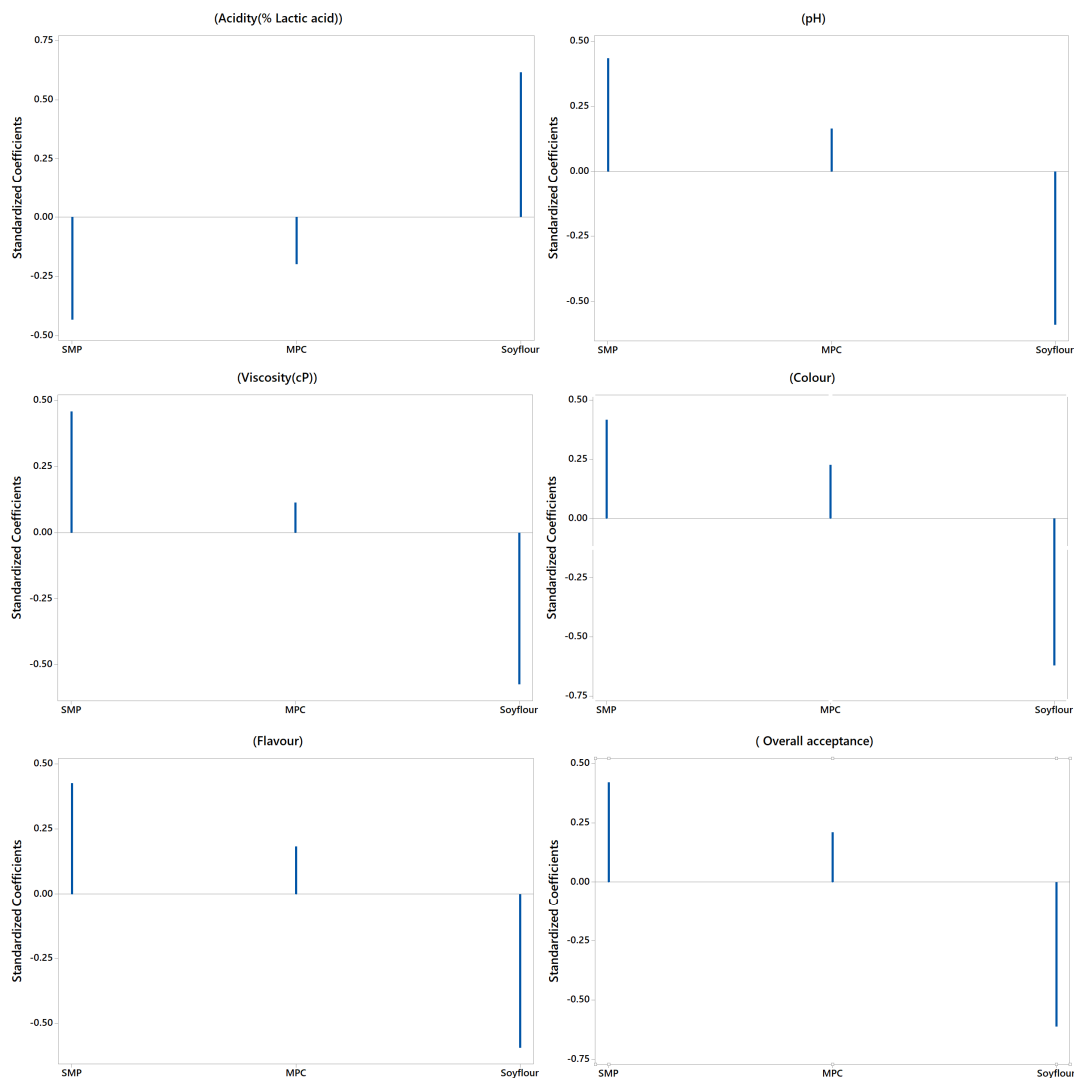 (Acidity(% Lactic acid))
Standardized Coefficients
0.75
0.50
0.25
0.00
-0.25
-0.50
SMP MPC Soyflour
(pH)
Standardized Coefficients
0.50
0.25
0.00
-0.25
-0.50
SMP MPC Soyflour
(Viscosity(cP))
Standardized Coefficients
0.50
0.25
0.00
-0.25
-0.50
SMP MPC Soyflour
(Colour)
Standardized Coefficients
0.50
0.25
0.00
-0.25
-0.50
-0.75
SMP MPC Soyflour
(Flavour)
Standardized Coefficients
0.50
0.25
0.00
-0.25
-0.50
SMP MPC Soyflour
( Overall acceptance)
Standardized Coefficients
0.50
0.25
0.00
-0.25
-0.50
-0.75
SMP MPC Soyflour